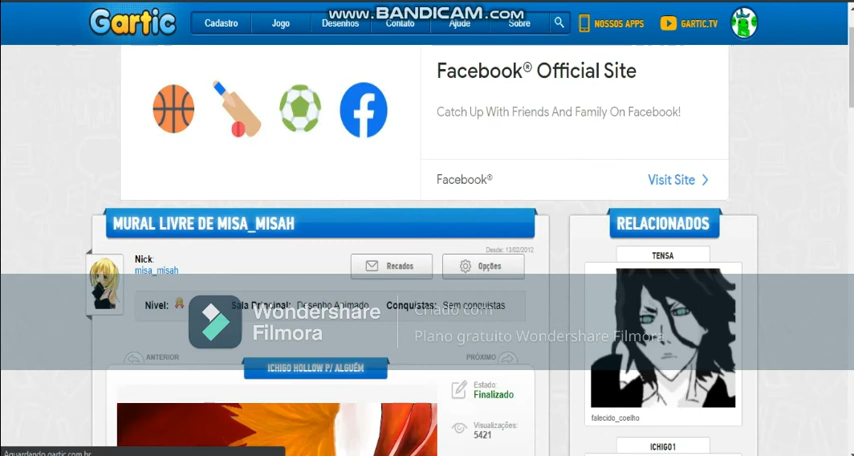 www.BANDICAM.com
Gartic
Cadastro
Jogo
Desenhos
Contato
Ajude
Sobre
NOSSOS APPS
GARTIC.TV
Facebook® Official Site
Catch Up With Friends And Family On Facebook!
Facebook®
Visit Site
MURAL LIVRE DE MISA_MISAH
RELACIONADOS
Desde: 13/02/2012
Nick:
misa_misah
Recados
Opções
TENSA
Nível:
Sala Principal: Desenho Animado
Conquistas: Sem conquistas
Wondershare
Filmora
Criado com
Plano gratuito Wondershare Filmora
ANTERIOR
PRÓXIMO
ICHIGO HOLLOW P/ ALGUÉM
Estado:
Finalizado
Visualizações:
5421
falecido_coelho
ICHIGO1
Aguardando gartic.com.br...